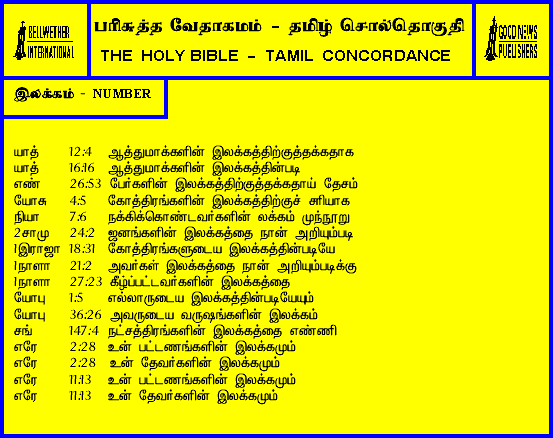 BELLWETHER
INTERNATIONAL
பரிசுத்த வேதாகமம் - தமிழ் சொல்தொகுதி
THE HOLY BIBLE - TAMIL CONCORDANCE
GOOD NEWS
PUBLISHERS
இலக்கம் - NUMBER
யாத் 12:4 ஆத்துமாக்களின் இலக்கத்திற்குத்தக்கதாக
யாத் 16:16 ஆத்துமாக்களின் இலக்கத்தின்படி
எண் 26:53 பேர்களின் இலக்கத்திற்குத்தக்கதாய் தேசம்
யோசு 4:5 கோத்திரங்களின் இலக்கத்திற்குச் சரியாக
நியா 7:6 நக்கிக்கொண்டவர்களின் லக்கம் முந்நூறு
2சாமு 24:2 ஜனங்களின் இலக்கத்தை நான் அறியும்படி
1இராஜா 18:31 கோத்திரங்களுடைய இலக்கத்தின்படியே
1நாளா 21:2 அவர்கள் இலக்கத்தை நான் அறியும்படிக்கு
1நாளா 27:23 கீழ்ப்பட்டவர்களின் இலக்கத்தை
யோபு 1:5 எல்லாருடைய இலக்கத்தின்படியேயும்
யோபு 36:26 அவருடைய வருஷங்களின் இலக்கம்
சங் 147:4 நட்சத்திரங்களின் இலக்கத்தை எண்ணி
எரே 2:28 உன் பட்டணங்களின் இலக்கமும்
எரே 2:28 உன் தேவர்களின் இலக்கமும்
எரே 11:13 உன் பட்டணங்களின் இலக்கமும்
எரே 11:13 உன் தேவர்களின் இலக்கமும்